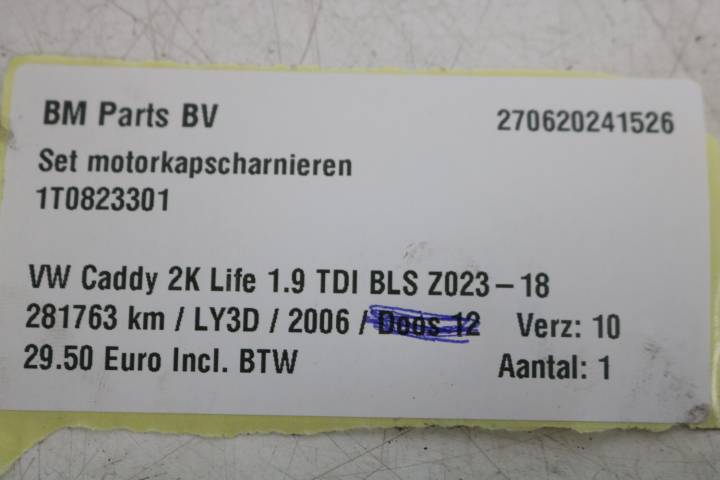 BM Parts BV 270620241526
Set motorkapscharnieren
1T0823301
VW Caddy 2K Life 1.9 TDI BLS Z023-18
281763 km / LY3D / 2006 / Doos 12 Verz: 10
29.50 Euro Incl. BTW Aantal: 1